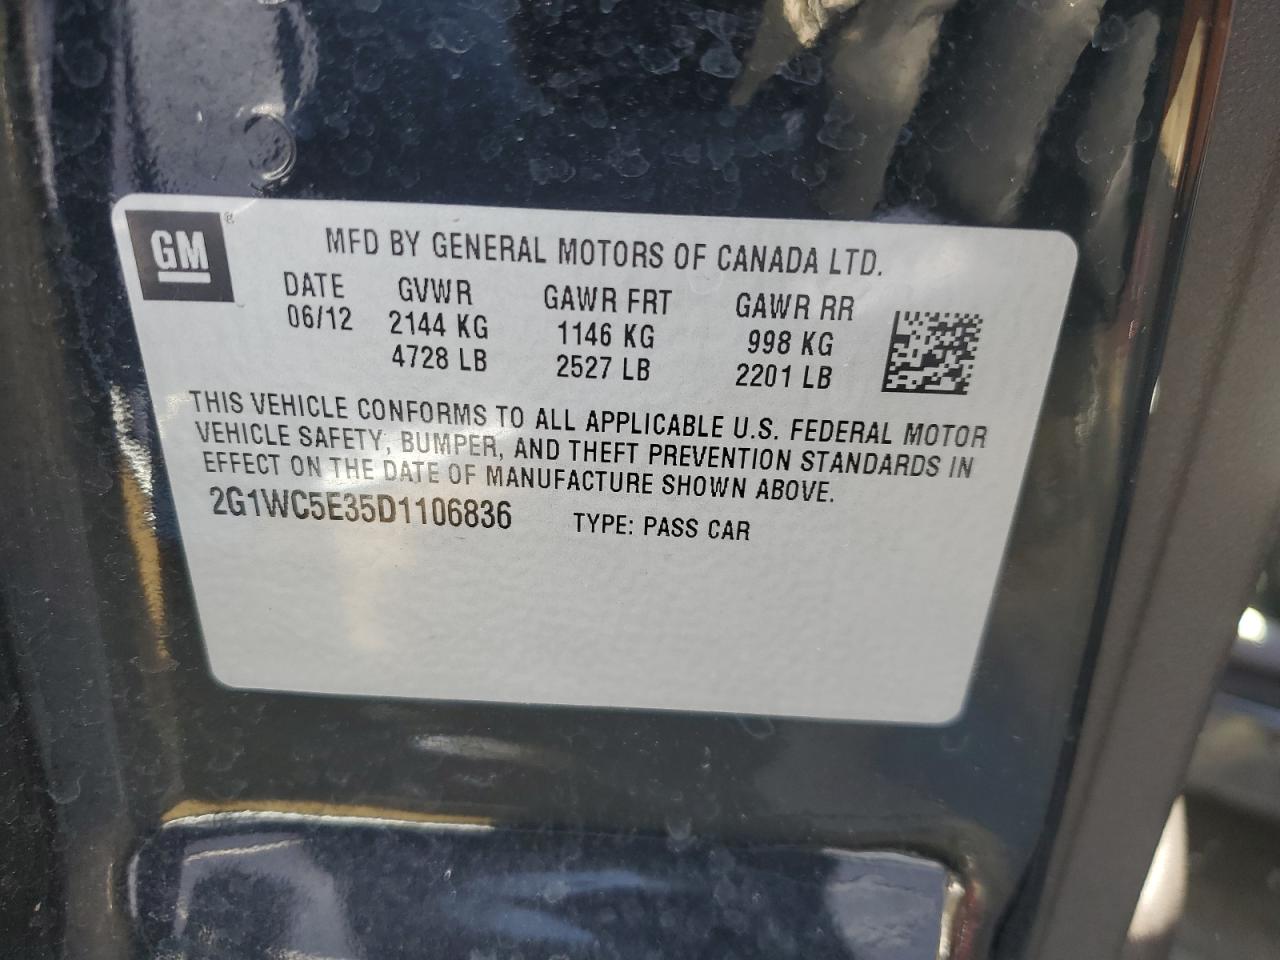 GM ®
MFD BY GENERAL MOTORS OF CANADA LTD.
DATE GVWR GAWR FRT GAWR RR
06/12 2144 KG 1146 KG 998 KG
4728 LB 2527 LB 2201 LB
THIS VEHICLE CONFORMS TO ALL APPLICABLE U.S. FEDERAL MOTOR
VEHICLE SAFETY, BUMPER, AND THEFT PREVENTION STANDARDS IN
EFFECT ON THE DATE OF MANUFACTURE SHOWN ABOVE.
2G1WC5E35D1106836 TYPE: PASS CAR